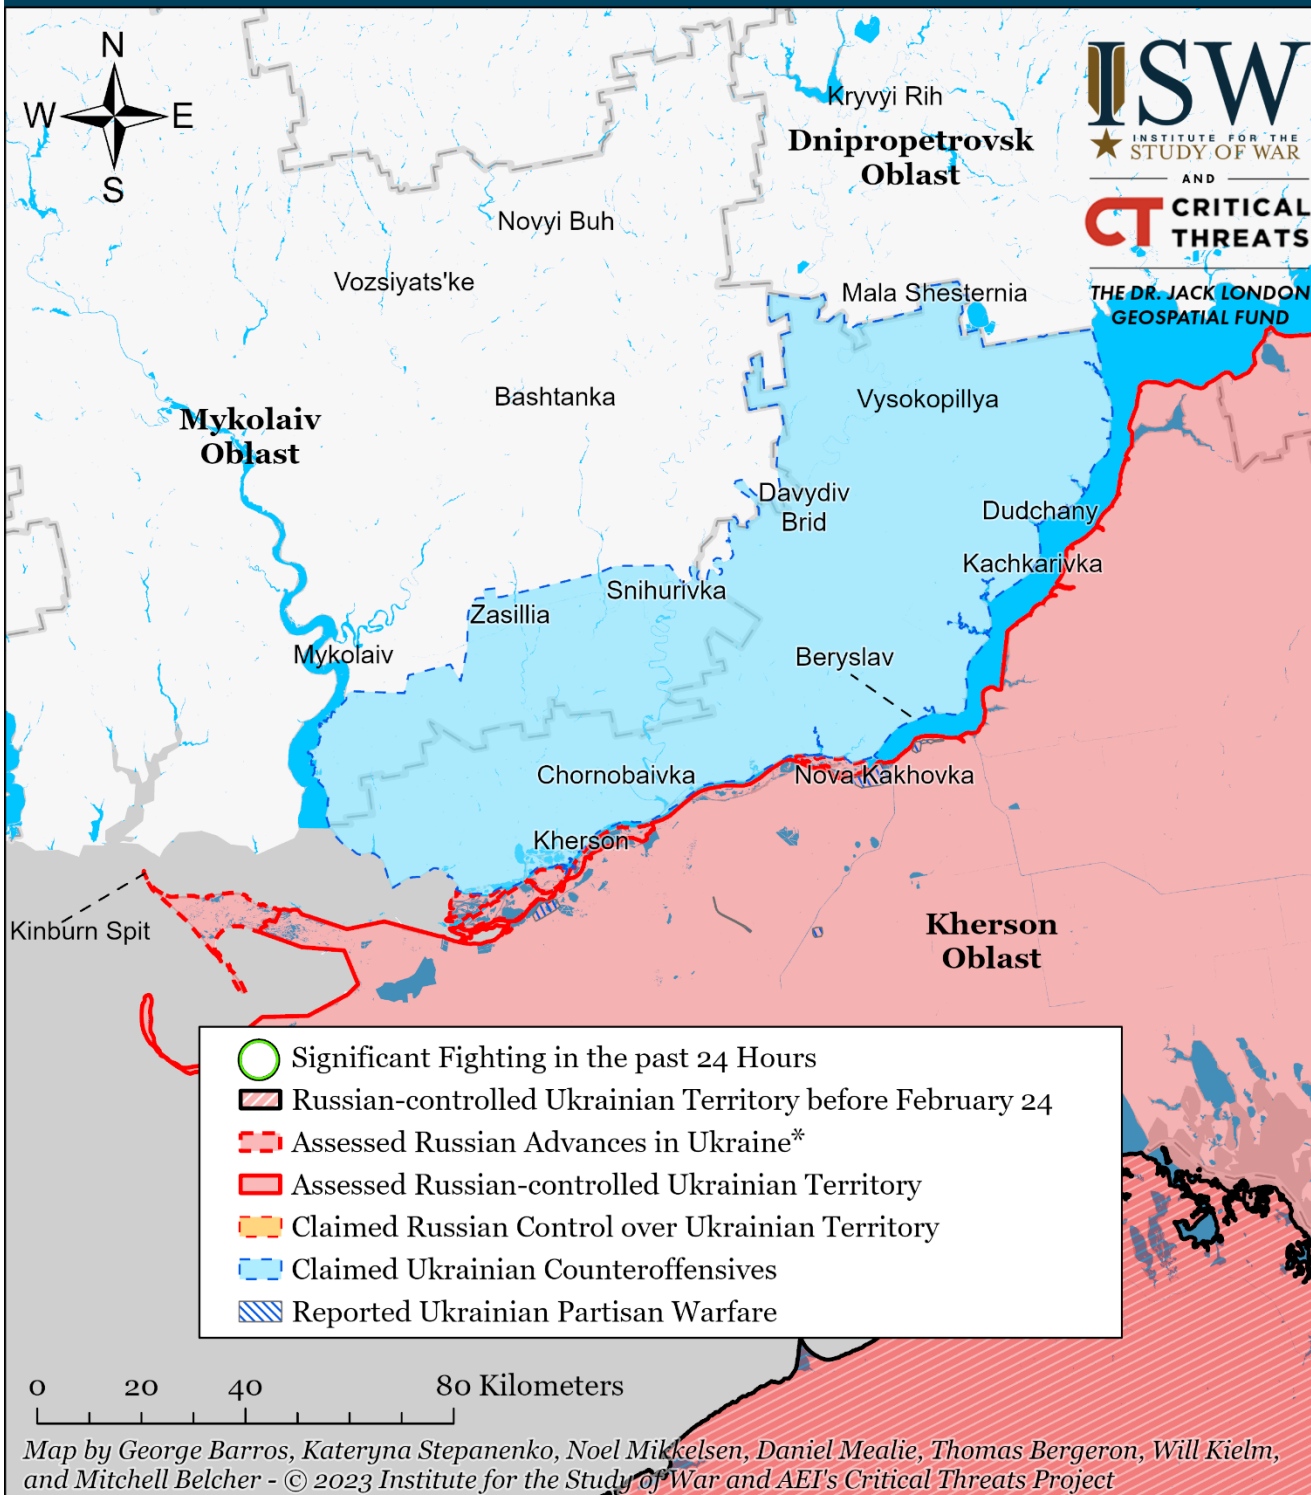 N
W E
S
ISW
INSTITUTE FOR THE
STUDY OF WAR
AND
CT CRITICAL
THREATS
THE DR. JACK LONDON
GEOSPATIAL FUND
Kryvyi Rih
Dnipropetrovsk
Oblast
Novyi Buh
Vozsiyats'ke
Mala Shesternia
Bashtanka
Vysokopillya
Mykolaiv
Oblast
Davydiv
Brid
Dudchany
Kachkarivka
Snihurivka
Zasillia
Mykolaiv
Beryslav
Chornobaivka
Nova Kakhovka
Kherson
Kinburn Spit
Kherson
Oblast
Significant Fighting in the past 24 Hours
Russian-controlled Ukrainian Territory before February 24
Assessed Russian Advances in Ukraine*
Assessed Russian-controlled Ukrainian Territory
Claimed Russian Control over Ukrainian Territory
Claimed Ukrainian Counteroffensives
Reported Ukrainian Partisan Warfare
0 20 40 80 Kilometers
Map by George Barros, Kateryna Stepanenko, Noel Mikkelsen, Daniel Mealie, Thomas Bergeron, Will Kielm,
and Mitchell Belcher - © 2023 Institute for the Study of War and AEI's Critical Threats Project